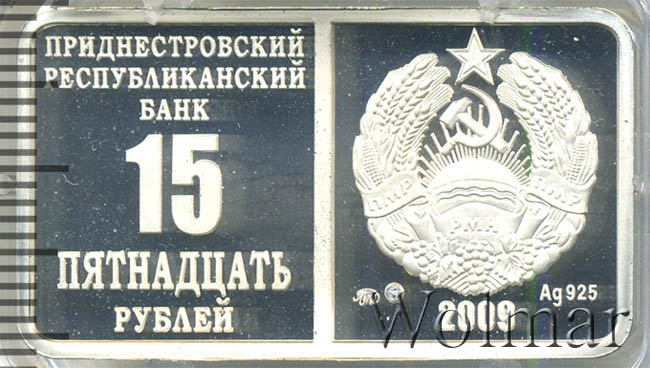 ПРИДНЕСТРОВСКИЙ
РЕСПУБЛИКАНСКИЙ
БАНК
15
ПЯТНАДЦАТЬ
РУБЛЕЙ
ПМР
РМН
ПМР
2009
Ag 925
Wolmar